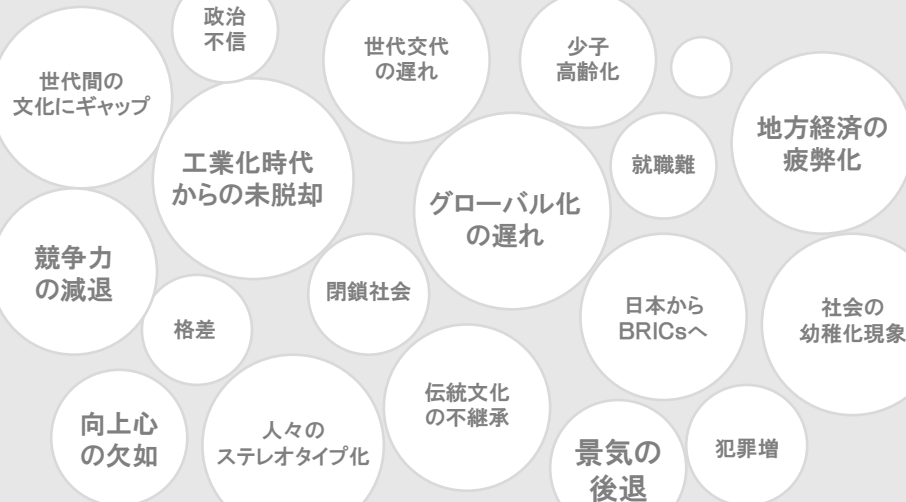 政治
不信
世代交代
の遅れ
少子
高齢化
世代間の
文化にギャップ
地方経済の
疲弊化
工業化時代
からの未脱却
就職難
グローバル化
の遅れ
競争力
の減退
閉鎖社会
日本から
BRICsへ
社会の
幼稚化現象
格差
伝統文化
の不継承
向上心
の欠如
人々の
ステレオタイプ化
景気の
後退
犯罪増